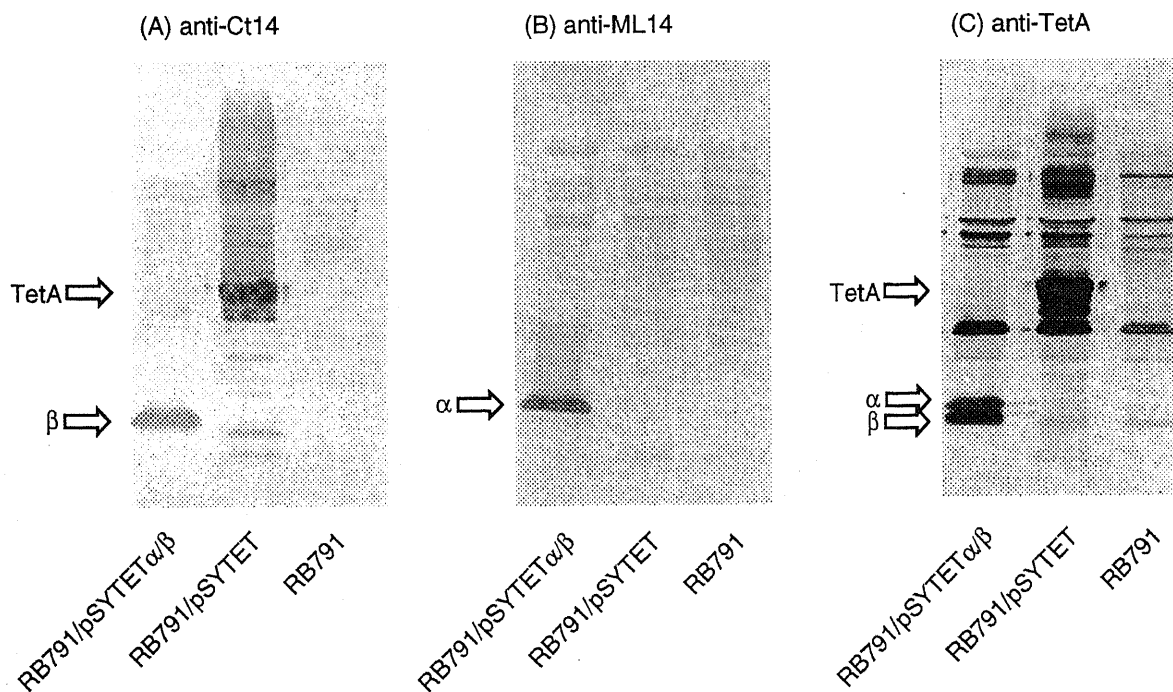 (A) anti-Ct14
(B) anti-ML14
(C) anti-TetA
TetA
β
α
TetA
α
β
RB791/pSYTETα/β
RB791/pSYTET
RB791
RB791/pSYTETα/β
RB791/pSYTET
RB791
RB791/pSYTETα/β
RB791/pSYTET
RB791